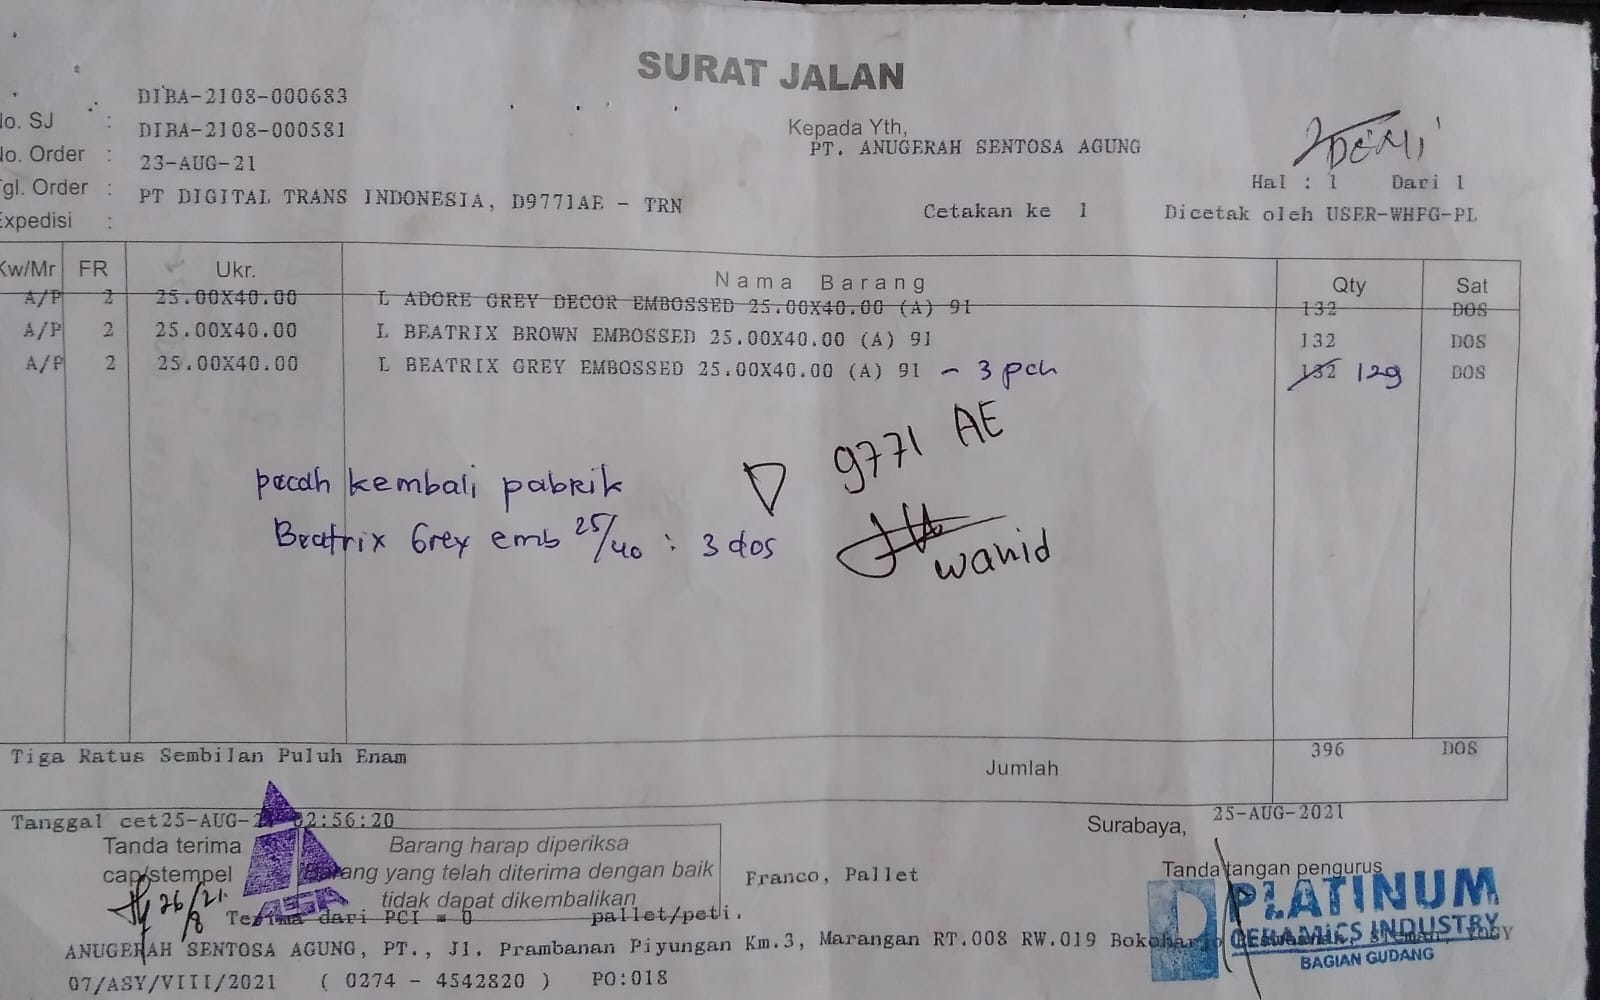 SURAT JALAN
DIBA-2108-000683
No. SJ :
DIBA-2108-000581
No. Order :
23-AUG-21
Tgl. Order :
PT DIGITAL TRANS INDONESIA, D9771AE - TRN
Expedisi :
Kepada Yth,
PT. ANUGERAH SENTOSA AGUNG
Hal : 1 Dari 1
Cetakan ke 1 Dicetak oleh USER-WHFG-PL
Kw/Mr FR Ukr. Nama Barang Qty Sat
A/P 2 25.00X40.00 L ADORE GREY DECOR EMBOSSED 25.00X40.00 (A) 91 132 DOS
A/P 2 25.00X40.00 L BEATRIX BROWN EMBOSSED 25.00X40.00 (A) 91 132 DOS
A/P 2 25.00X40.00 L BEATRIX GREY EMBOSSED 25.00X40.00 (A) 91 - 3 pch 132 129 DOS
9771 AE
pecah kembali pabrik
Beatrix Grey emb 25/40 : 3 dos
wahid
Tiga Ratus Sembilan Puluh Enam Jumlah 396 DOS
Tanggal cet25-AUG-2 02:56:20
Surabaya, 25-AUG-2021
Tanda terima
cap/stempel
Barang harap diperiksa
Barang yang telah diterima dengan baik
tidak dapat dikembalikan
Franco, Pallet
Tanda tangan pengurus
26/8 21
ASA
PLATINUM
CERAMICS INDUSTRY
BAGIAN GUDANG
Terima dari PCI = 0 pallet/peti.
ANUGERAH SENTOSA AGUNG, PT., Jl. Prambanan Piyungan Km.3, Marangan RT.008 RW.019 Bokoharjo
07/ASY/VIII/2021 ( 0274 - 4542820 ) PO:018